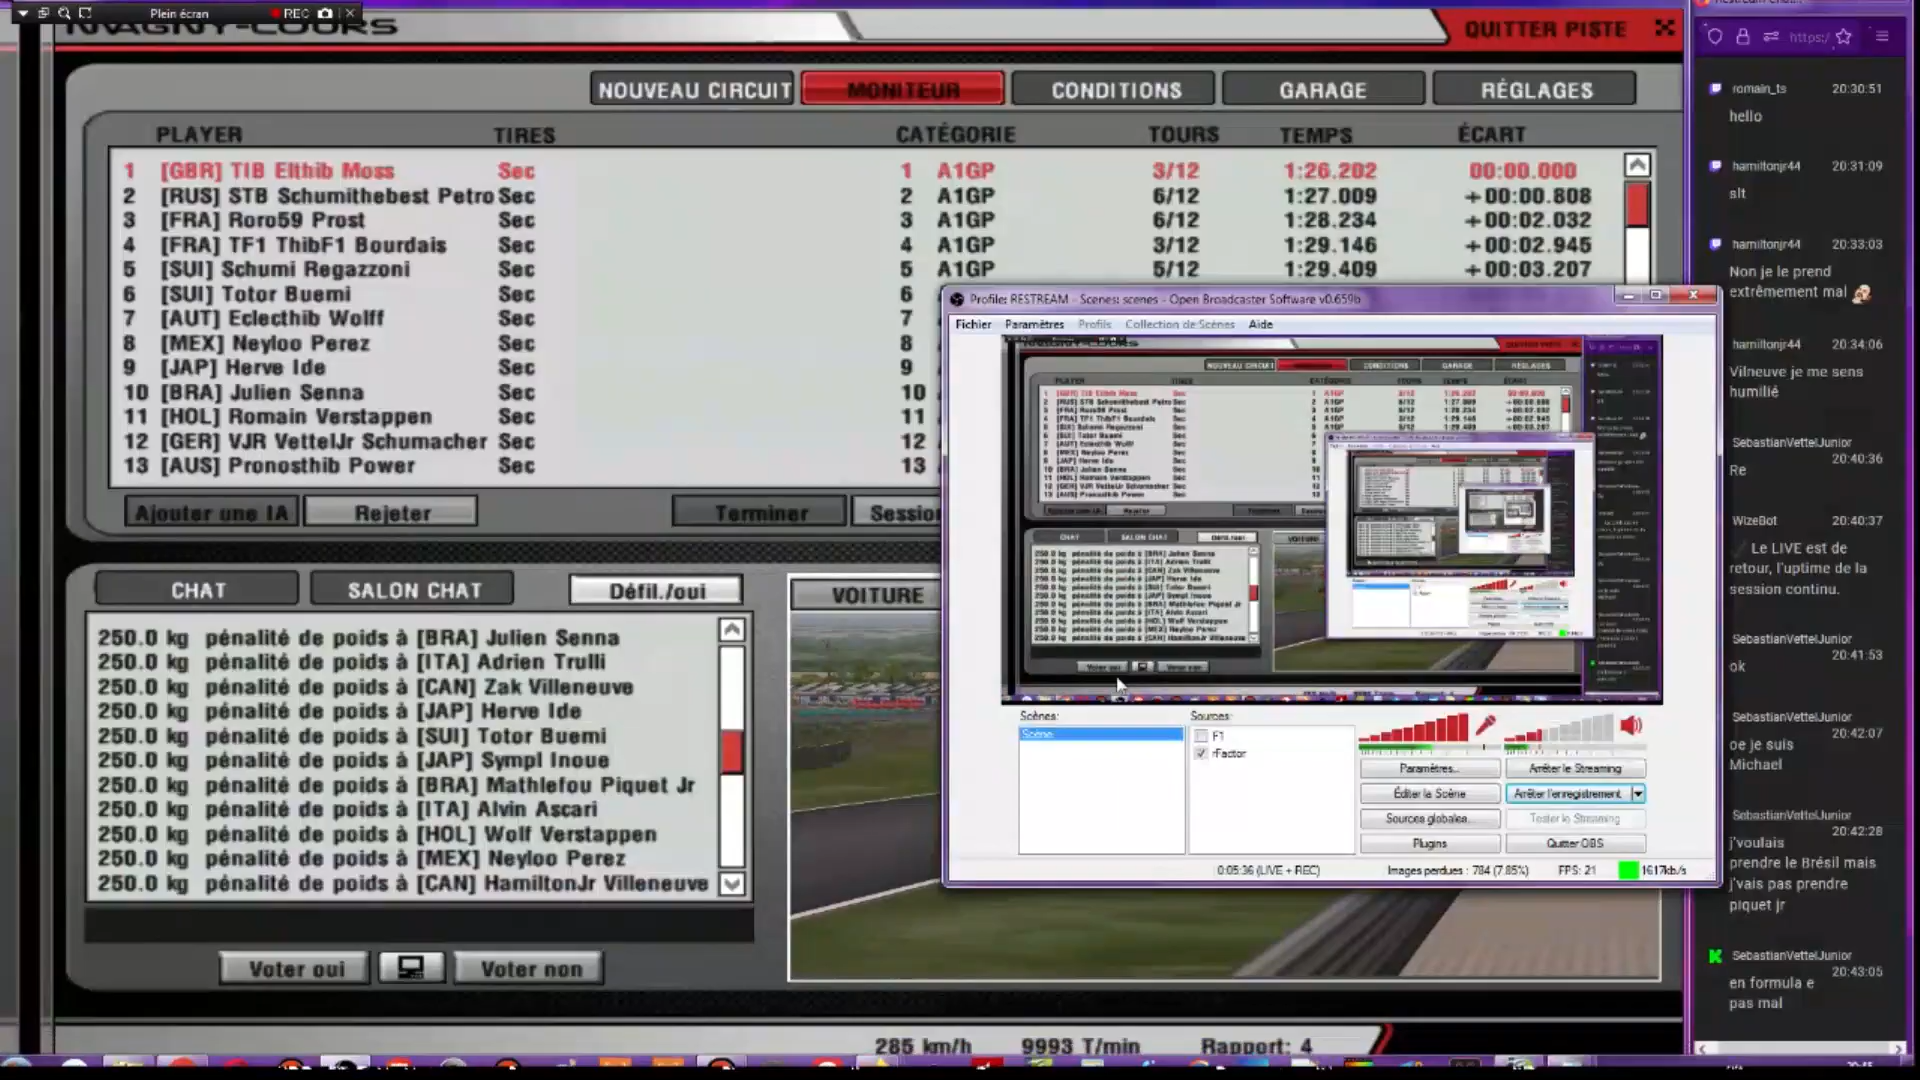 Plein écran
REC
MAGNY-COURS
QUITTER PISTE
NOUVEAU CIRCUIT
MONITEUR
CONDITIONS
GARAGE
RÉGLAGES
PLAYER TIRES CATÉGORIE TOURS TEMPS ÉCART
1 [GBR] TIB Elthib Moss Sec 1 A1GP 3/12 1:26.202 00:00.000
2 [RUS] STB Schumithebest Petro Sec 2 A1GP 6/12 1:27.009 +00:00.808
3 [FRA] Roro59 Prost Sec 3 A1GP 6/12 1:28.234 +00:02.032
4 [FRA] TF1 ThibF1 Bourdais Sec 4 A1GP 3/12 1:29.146 +00:02.945
5 [SUI] Schumi Regazzoni Sec 5 A1GP 5/12 1:29.409 +00:03.207
6 [SUI] Totor Buemi Sec 6
7 [AUT] Eclecthib Wolff Sec 7
8 [MEX] Neyloo Perez Sec 8
9 [JAP] Herve Ide Sec 9
10 [BRA] Julien Senna Sec 10
11 [HOL] Romain Verstappen Sec 11
12 [GER] VJR VettelJr Schumacher Sec 12
13 [AUS] Pronosthib Power Sec 13
Ajouter une IA
Rejeter
Terminer
Session
CHAT
SALON CHAT
Défil./oui
250.0 kg pénalité de poids à [BRA] Julien Senna
250.0 kg pénalité de poids à [ITA] Adrien Trulli
250.0 kg pénalité de poids à [CAN] Zak Villeneuve
250.0 kg pénalité de poids à [JAP] Herve Ide
250.0 kg pénalité de poids à [SUI] Totor Buemi
250.0 kg pénalité de poids à [JAP] Sympl Inoue
250.0 kg pénalité de poids à [BRA] Mathlefou Piquet Jr
250.0 kg pénalité de poids à [ITA] Alvin Ascari
250.0 kg pénalité de poids à [HOL] Wolf Verstappen
250.0 kg pénalité de poids à [MEX] Neyloo Perez
250.0 kg pénalité de poids à [CAN] HamiltonJr Villeneuve
Voter oui
Voter non
VOITURE
285 km/h 9993 T/min Rapport: 4
Profile: RESTREAM - Scenes: scenes - Open Broadcaster Software v0.659b
Fichier Paramètres Profils Collection de Scènes Aide
Scènes:
Scène
Sources:
F1
rFactor
Paramètres...
Arrêter le Streaming
Éditer la Scène
Arrêter l'enregistrement
Sources globales...
Tester le Streaming
Plugins
Quitter OBS
0:05:36 (LIVE + REC)
Images perdues : 784 (7.85%)
FPS: 21
1617kb/s
https:/
romain_ts 20:30:51
hello
hamiltonjr44 20:31:09
slt
hamiltonjr44 20:33:03
Non je le prend
extrêmement mal
hamiltonjr44 20:34:06
Vilneuve je me sens
humilié
SebastianVettelJunior
20:40:36
Re
WizeBot 20:40:37
Le LIVE est de
retour, l'uptime de la
session continu.
SebastianVettelJunior
20:41:53
ok
SebastianVettelJunior
20:42:07
oe je suis
Michael
SebastianVettelJunior
20:42:28
j'voulais
prendre le Brésil mais
j'vais pas prendre
piquet jr
SebastianVettelJunior
20:43:05
en formula e
pas mal